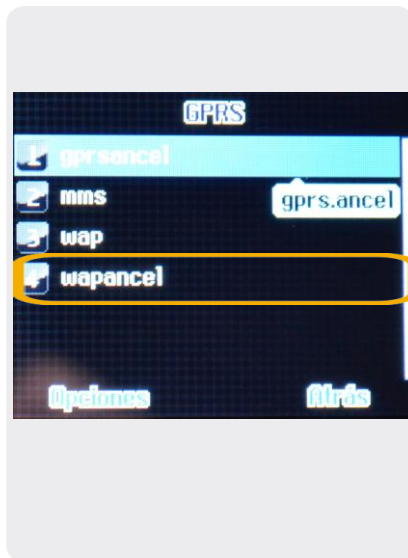 GPRS
1 gprsancel
2 mms
gprs.ancel
3 wap
4 wapancel
Opciones Atrás